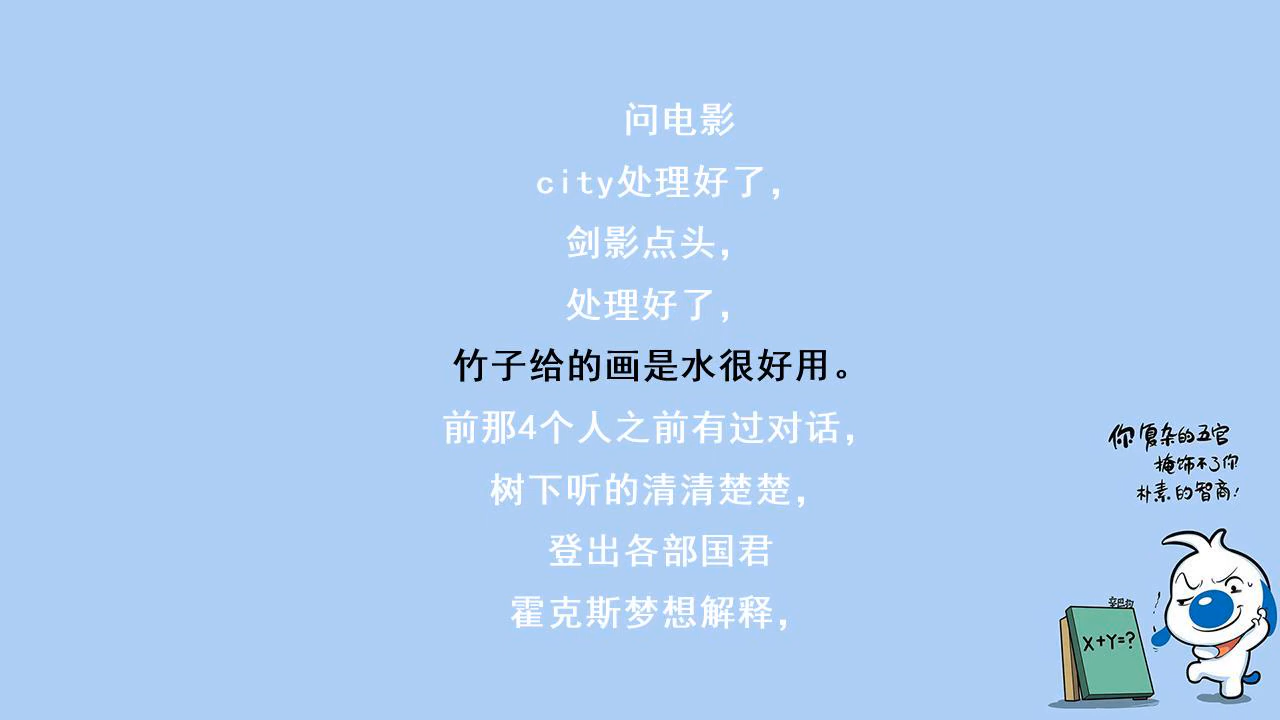 问电影
city处理好了，
剑影点头，
处理好了，
竹子给的画是水很好用。
前那4个人之前有过对话，
树下听的清清楚楚，
登出各部国君
霍克斯梦想解释，
你复杂的五官
掩饰不了你
朴素的智商！
X+Y=?